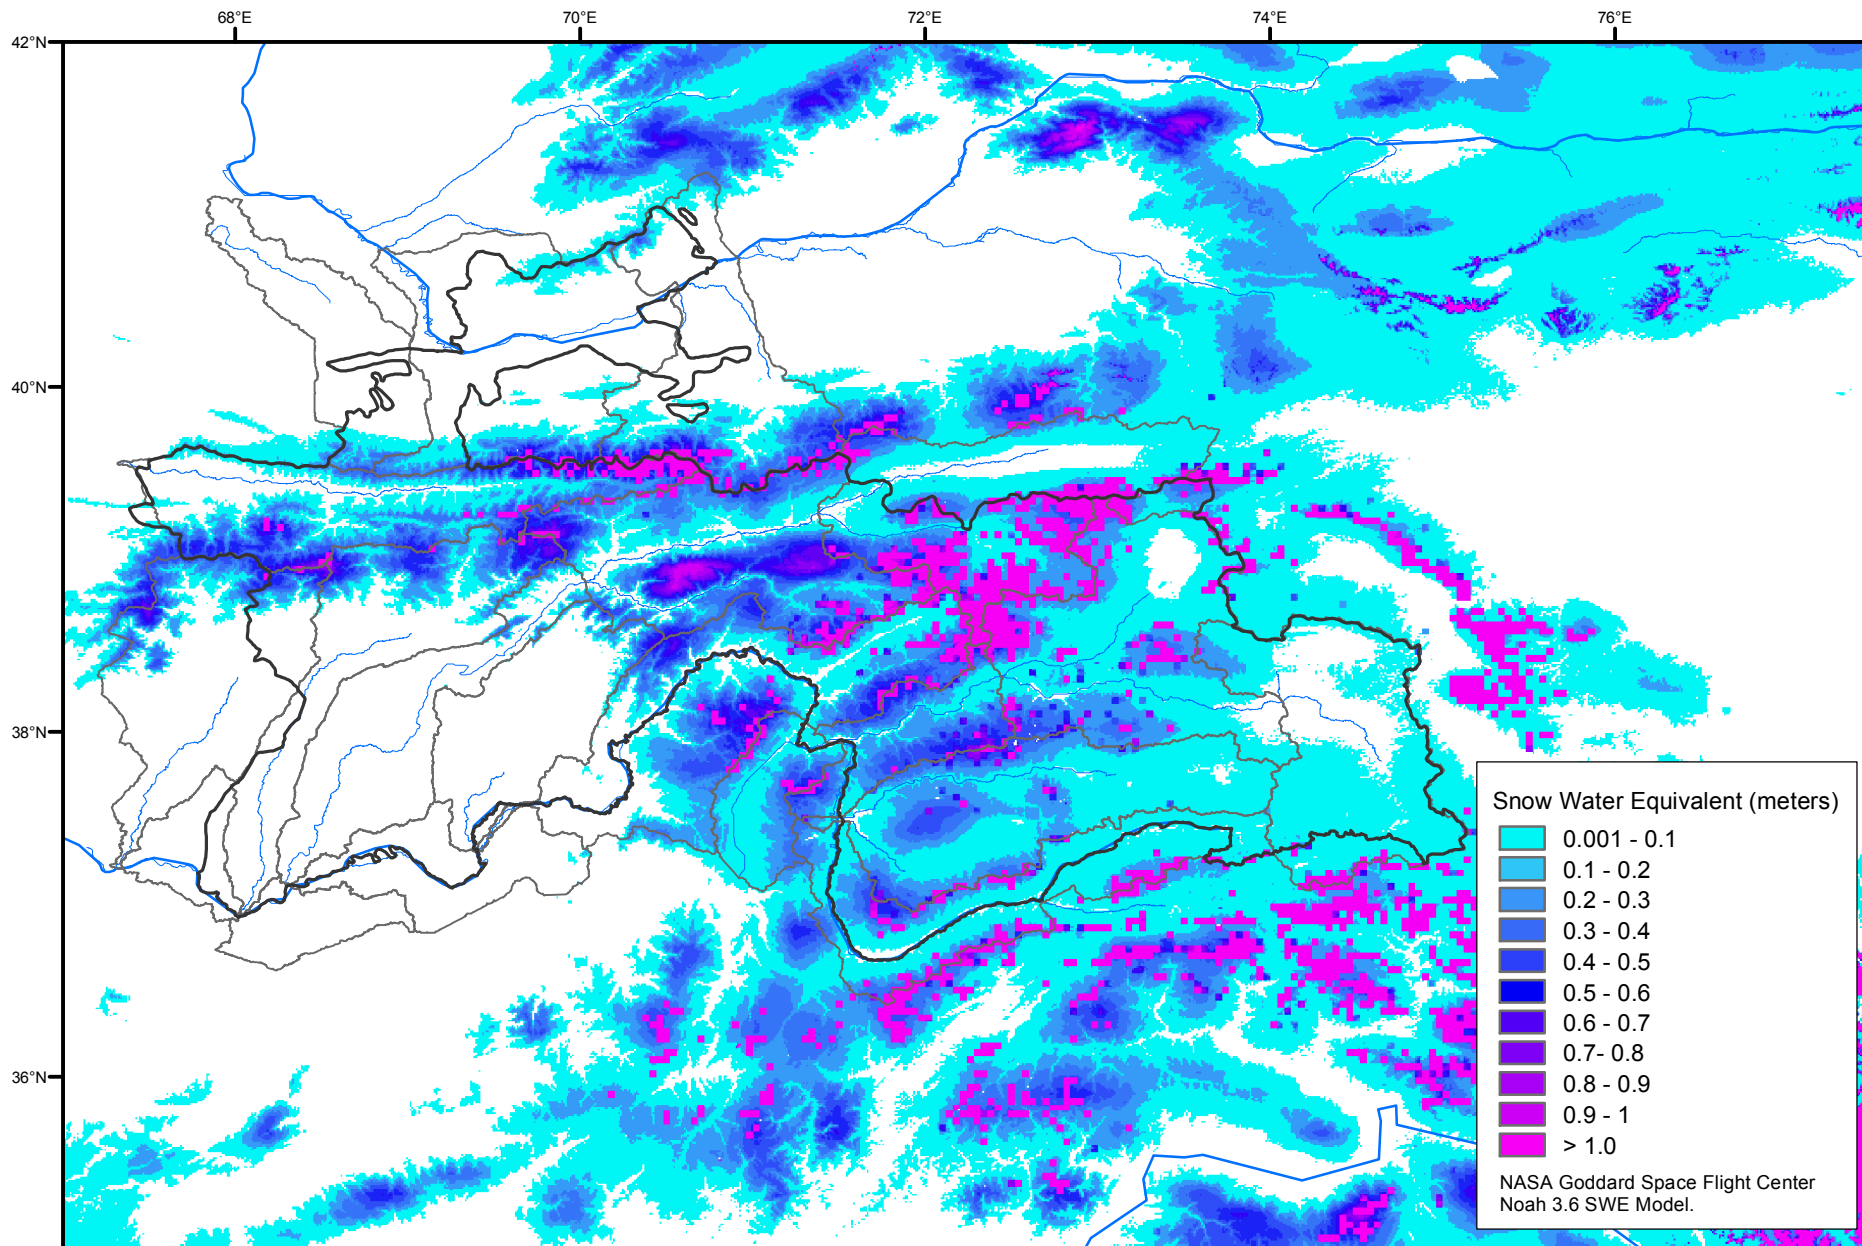 68°E 70°E 72°E 74°E 76°E
42°N
40°N
38°N
36°N
Snow Water Equivalent (meters)
0.001 - 0.1
0.1 - 0.2
0.2 - 0.3
0.3 - 0.4
0.4 - 0.5
0.5 - 0.6
0.6 - 0.7
0.7- 0.8
0.8 - 0.9
0.9 - 1
> 1.0
NASA Goddard Space Flight Center
Noah 3.6 SWE Model.